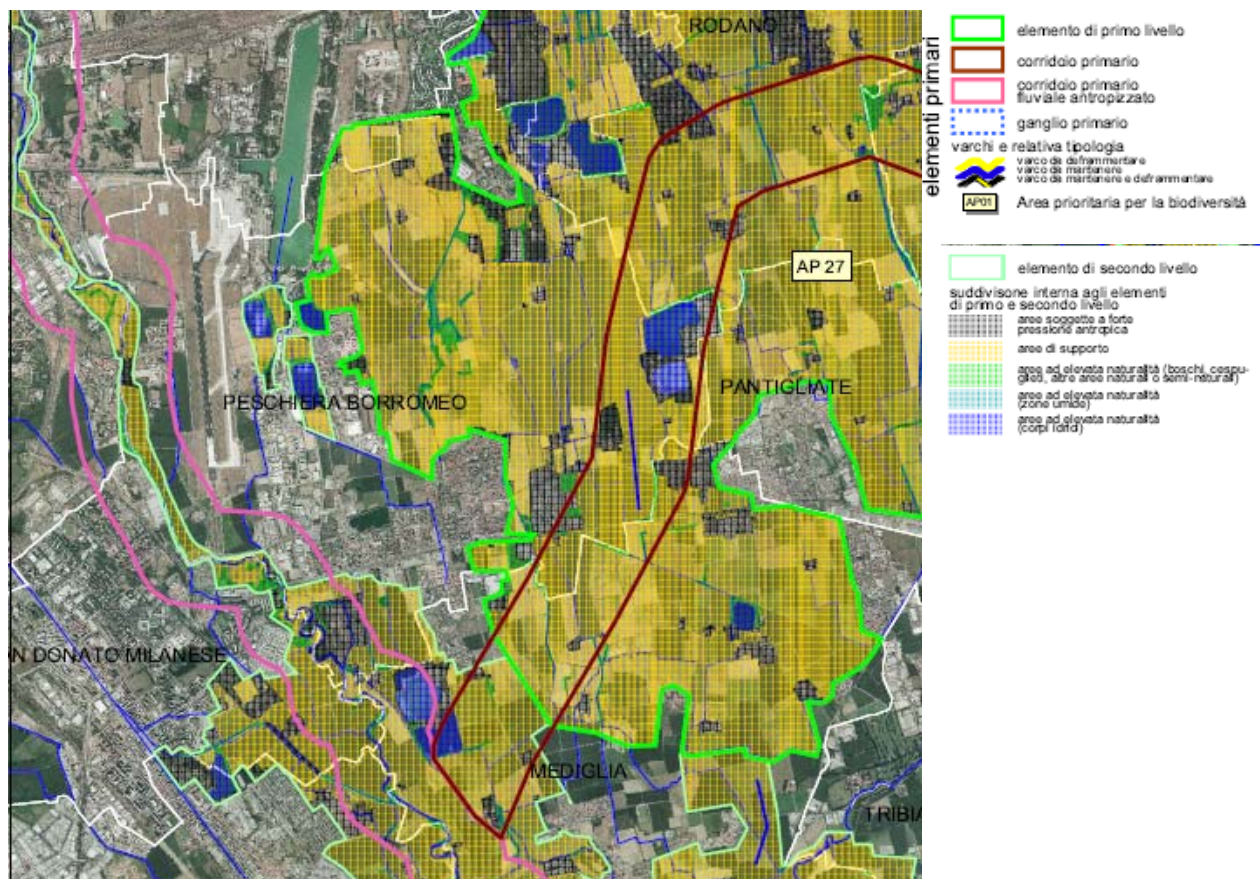 RODANO
AP 27
PANTIGLIATE
PESCHIERA BORROMEO
N DONATO MILANESE
MEDIGLIA
TRIBIA
elementi primari
elemento di primo livello
corridoio primario
corridoio primario
fluviale antropizzato
ganglio primario
varchi e relativa tipologia
varco da deframmentare
varco da mantenere
varco da mantenere e deframmentare
AP01
Area prioritaria per la biodiversità
elemento di secondo livello
suddivisone interna agli elementi
di primo e secondo livello
aree soggette a forte
pressione antropica
aree di supporto
aree ad elevata naturalità (boschi, cespu-
glieti, altre aree naturali o semi-naturali)
aree ad elevata naturalità
(zone umide)
aree ad elevata naturalità
(corpi idrici)